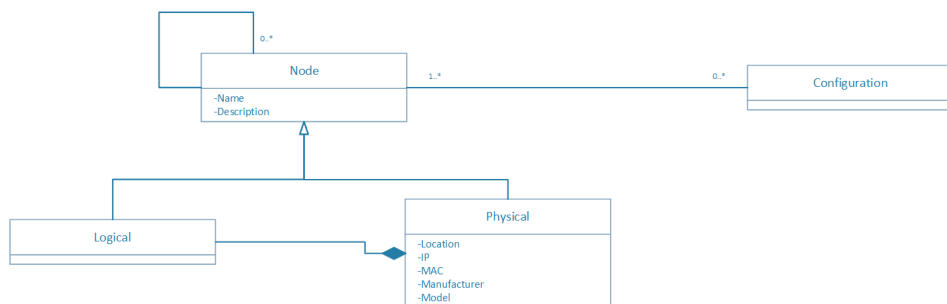 0..*
Node
-Name
-Description
1..*
0..*
Configuration
Logical
Physical
-Location
-IP
-MAC
-Manufacturer
-Model